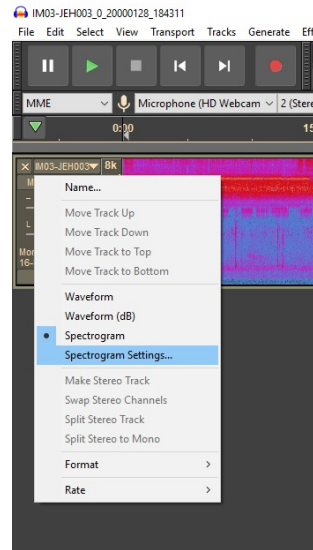 IM03-JEH003_0_20000128_184311
File Edit Select View Transport Tracks Generate Eff
MME Microphone (HD Webcam 2 (Stere
0:00 15
IM03-JEH003 8k
Name...
Move Track Up
Move Track Down
Move Track to Top
Move Track to Bottom
Waveform
Waveform (dB)
Spectrogram
Spectrogram Settings...
Make Stereo Track
Swap Stereo Channels
Split Stereo Track
Split Stereo to Mono
Format
Rate
M
L
Mor
16-